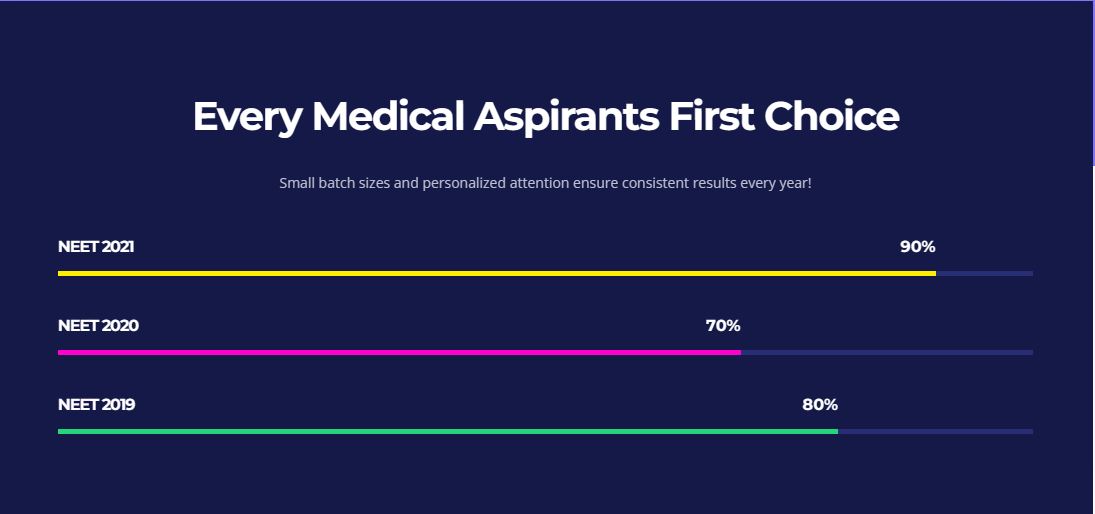 Every Medical Aspirants First Choice
Small batch sizes and personalized attention ensure consistent results every year!
NEET 2021 90%
NEET 2020 70%
NEET 2019 80%